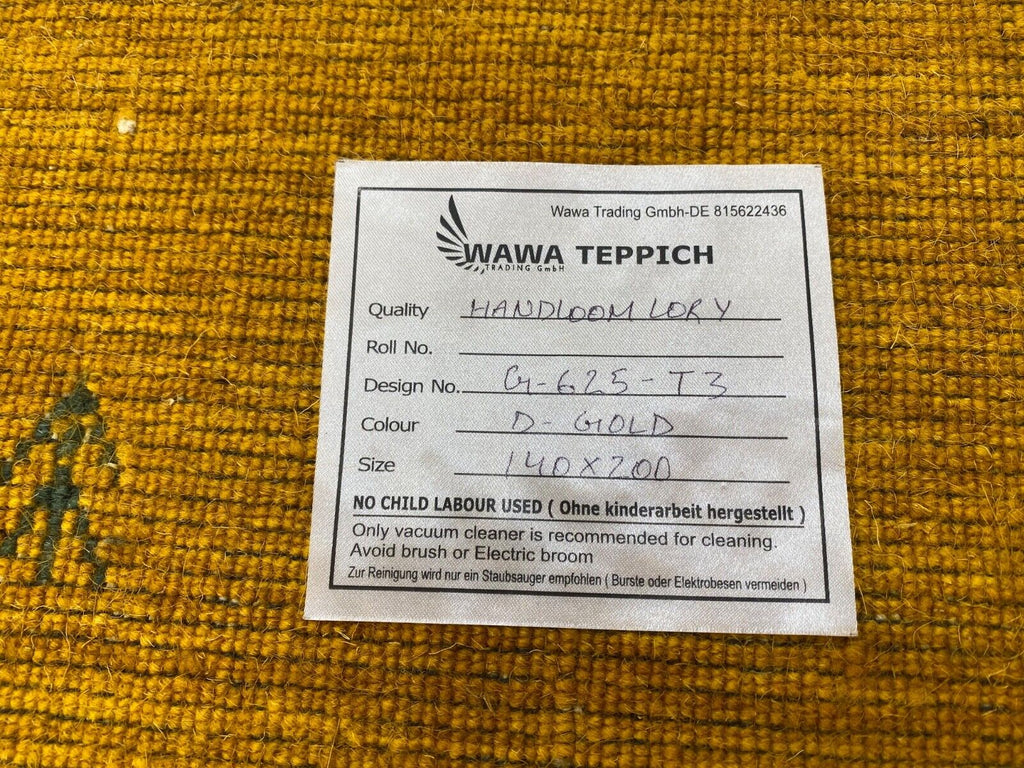 Wawa Trading Gmbh-DE 815622436
WAWA TEPPICH
TRADING GmbH
Quality HANDLOOM LORY
Roll No.
Design No. G-625-T3
Colour D- GOLD
Size 140X200
NO CHILD LABOUR USED ( Ohne kinderarbeit hergestellt )
Only vacuum cleaner is recommended for cleaning.
Avoid brush or Electric broom
Zur Reinigung wird nur ein Staubsauger empfohlen ( Burste oder Elektrobesen vermeiden )